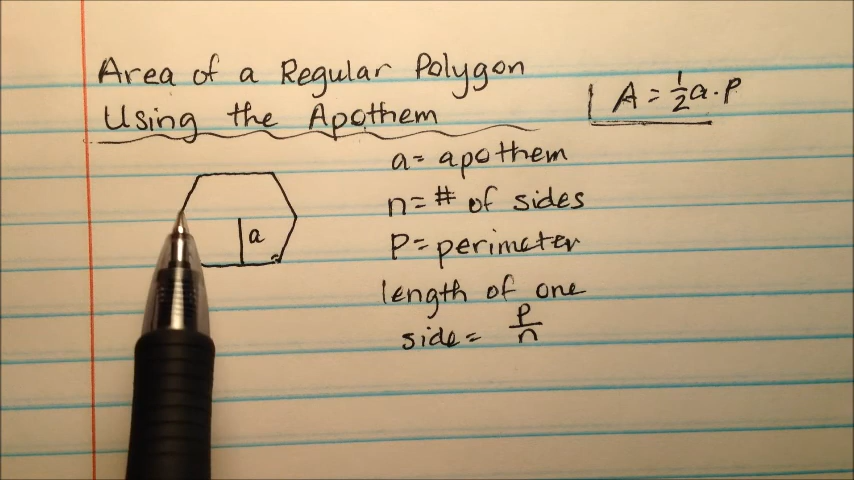 Area of a Regular Polygon
Using the Apothem
A = 1/2 a · P
a = apothem
n = # of sides
P = perimeter
length of one
side = P/n
a